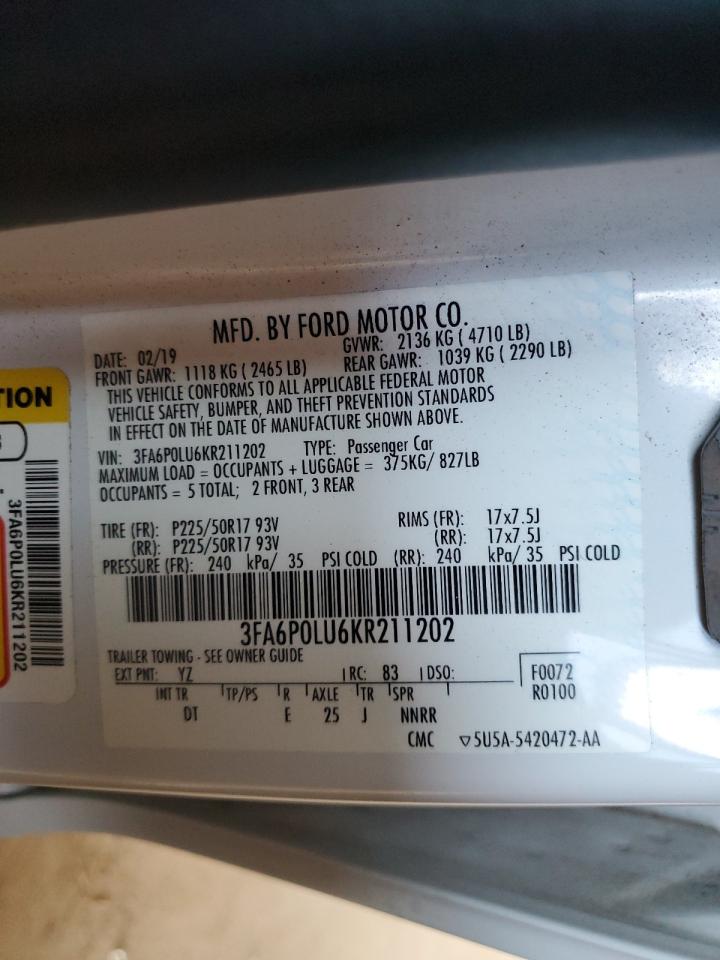 MFD. BY FORD MOTOR CO.
DATE: 02/19 GVWR: 2136 KG ( 4710 LB)
FRONT GAWR: 1118 KG ( 2465 LB) REAR GAWR: 1039 KG ( 2290 LB)
THIS VEHICLE CONFORMS TO ALL APPLICABLE FEDERAL MOTOR
VEHICLE SAFETY, BUMPER, AND THEFT PREVENTION STANDARDS
IN EFFECT ON THE DATE OF MANUFACTURE SHOWN ABOVE.
VIN: 3FA6P0LU6KR211202 TYPE: Passenger Car
MAXIMUM LOAD = OCCUPANTS + LUGGAGE = 375KG/ 827LB
OCCUPANTS = 5 TOTAL; 2 FRONT, 3 REAR
TIRE (FR): P225/50R17 93V RIMS (FR): 17x7.5J
(RR): P225/50R17 93V (RR): 17x7.5J
PRESSURE (FR): 240 kPa/ 35 PSI COLD (RR): 240 kPa/ 35 PSI COLD
3FA6P0LU6KR211202
TRAILER TOWING - SEE OWNER GUIDE
EXT PNT: YZ RC: 83 DSO: F0072
INT TR TP/PS R AXLE TR SPR R0100
DT E 25 J NNRR
CMC ▽5U5A-5420472-AA
TION
3FA6P0LU6KR211202